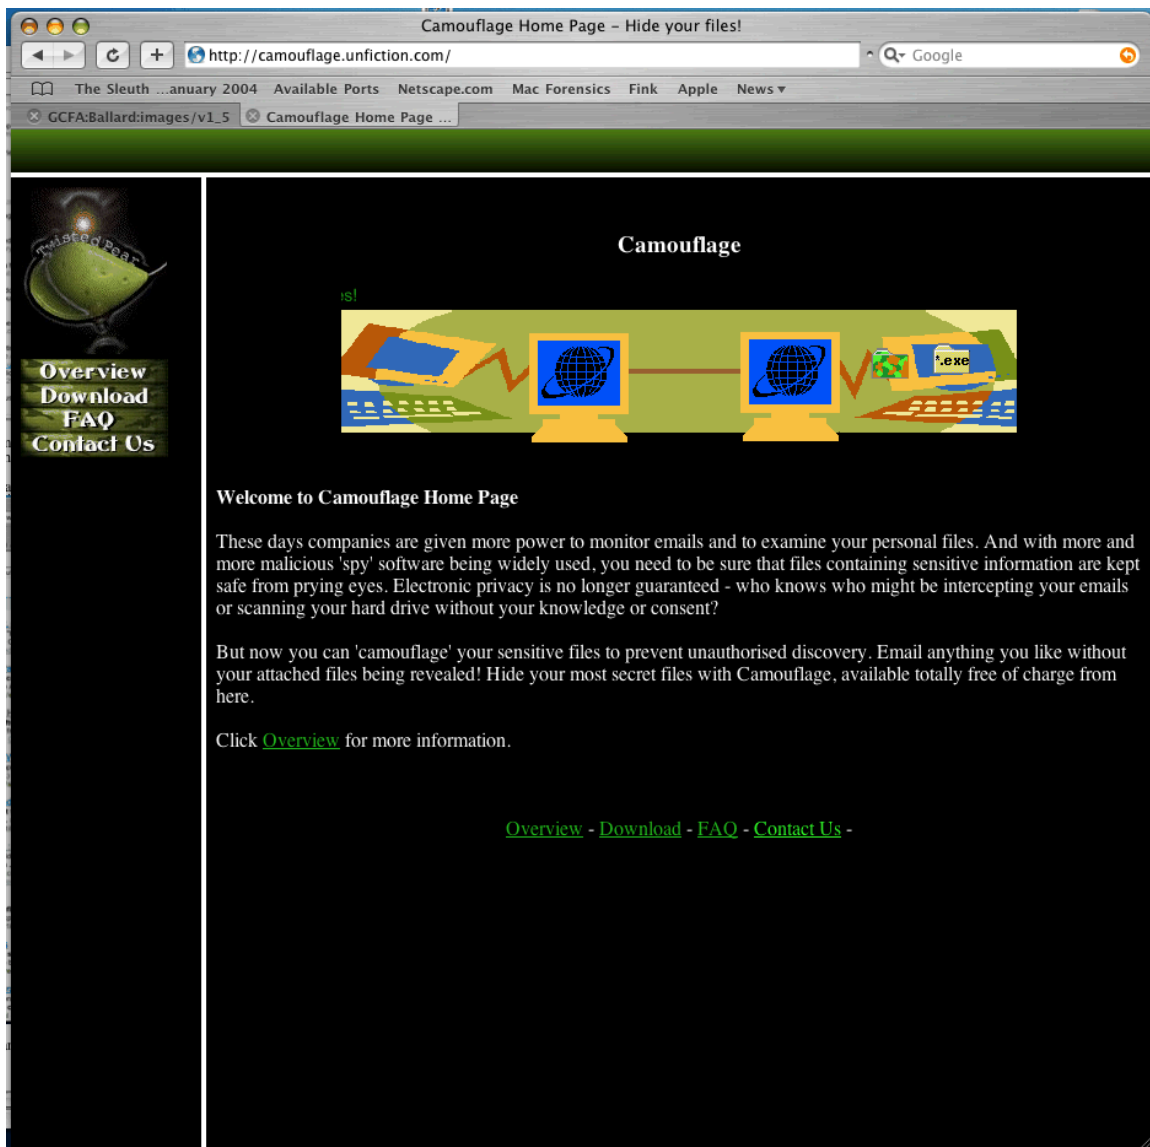 Camouflage Home Page – Hide your files!
http://camouflage.unfiction.com/
Google
The Sleuth ...anuary 2004 Available Ports Netscape.com Mac Forensics Fink Apple News
GCFA:Ballard:images/v1_5 Camouflage Home Page ...
Twisted Pear
Overview
Download
FAQ
Contact Us
Camouflage
es!
*.exe
Welcome to Camouflage Home Page
These days companies are given more power to monitor emails and to examine your personal files. And with more and
more malicious 'spy' software being widely used, you need to be sure that files containing sensitive information are kept
safe from prying eyes. Electronic privacy is no longer guaranteed - who knows who might be intercepting your emails
or scanning your hard drive without your knowledge or consent?
But now you can 'camouflage' your sensitive files to prevent unauthorised discovery. Email anything you like without
your attached files being revealed! Hide your most secret files with Camouflage, available totally free of charge from
here.
Click Overview for more information.
Overview - Download - FAQ - Contact Us -